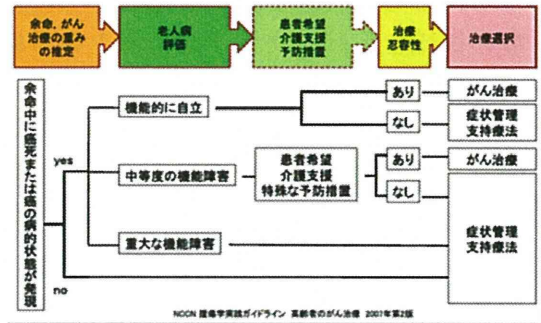 余命、がん
治療の重み
の推定
老人病
評価
患者希望
介護支援
予防措置
治療
忍容性
治療選択
余命中に癌死または癌の病的状態が発現
yes
no
機能的に自立
あり
がん治療
なし
症状管理
支持療法
中等度の機能障害
患者希望
介護支援
特殊な予防措置
あり
がん治療
なし
重大な機能障害
症状管理
支持療法
NCCN 腫瘍学実践ガイドライン 高齢者のがん治療 2007年第2版